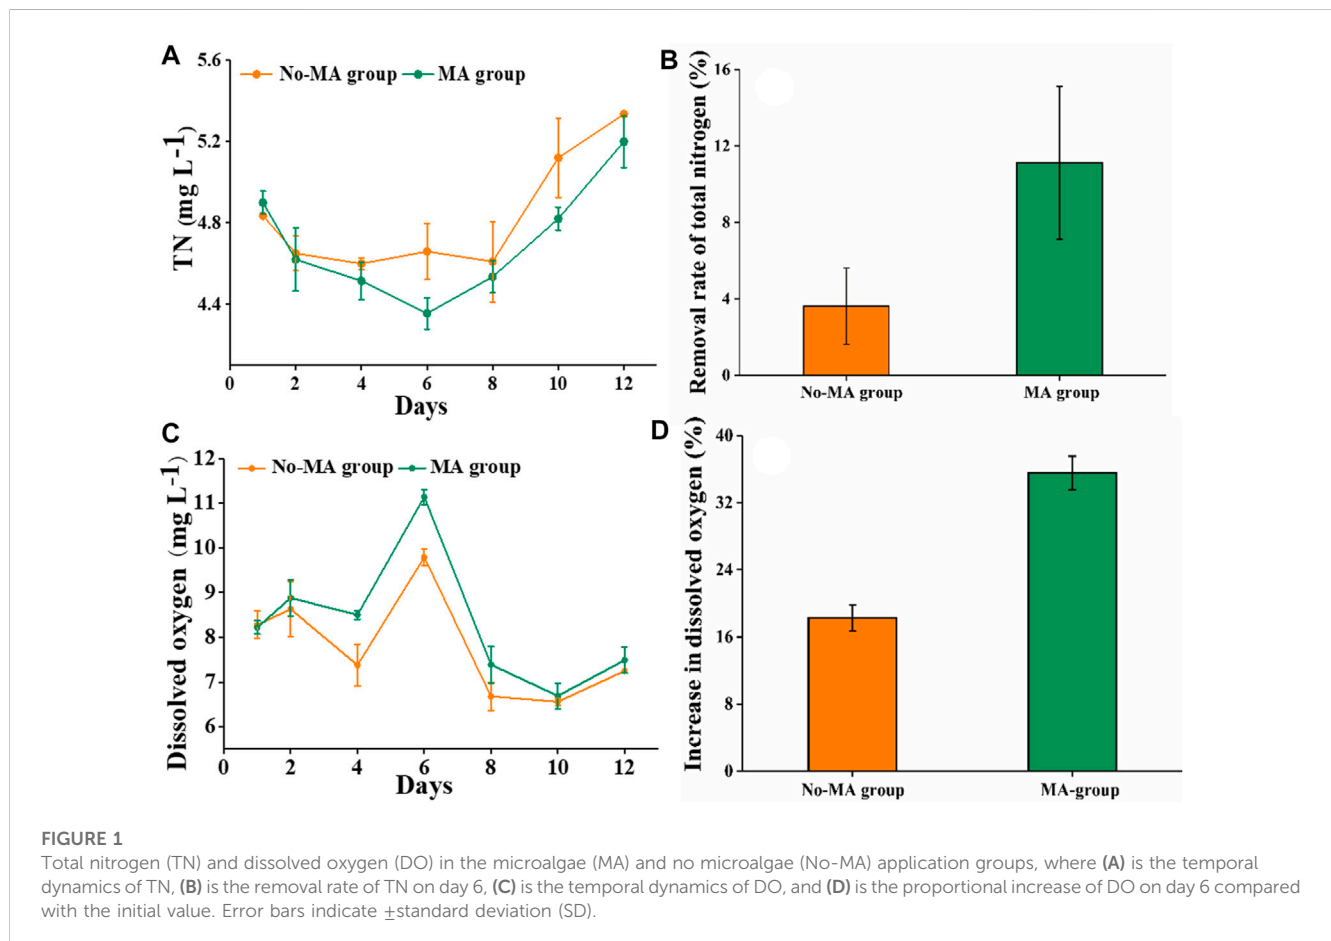 A
No-MA group MA group
5.6
5.2
4.8
4.4
TN (mg L-1)
0 2 4 6 8 10 12
Days
B
Removal rate of total nitrogen (%)
16
12
8
4
0
No-MA group MA group
C
No-MA group MA group
12
11
10
9
8
7
6
Dissolved oxygen (mg L-1)
0 2 4 6 8 10 12
Days
D
Increase in dissolved oxygen (%)
40
32
24
16
8
0
No-MA group MA-group
FIGURE 1
Total nitrogen (TN) and dissolved oxygen (DO) in the microalgae (MA) and no microalgae (No-MA) application groups, where (A) is the temporal
dynamics of TN, (B) is the removal rate of TN on day 6, (C) is the temporal dynamics of DO, and (D) is the proportional increase of DO on day 6 compared
with the initial value. Error bars indicate ±standard deviation (SD).